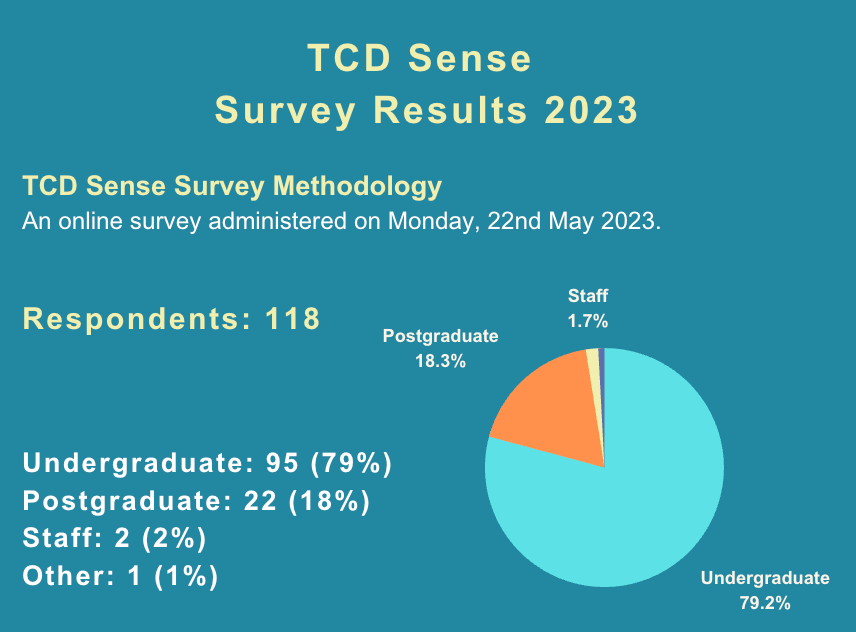 TCD Sense
Survey Results 2023
TCD Sense Survey Methodology
An online survey administered on Monday, 22nd May 2023.
Respondents: 118
Undergraduate: 95 (79%)
Postgraduate: 22 (18%)
Staff: 2 (2%)
Other: 1 (1%)
Staff
1.7%
Postgraduate
18.3%
Undergraduate
79.2%